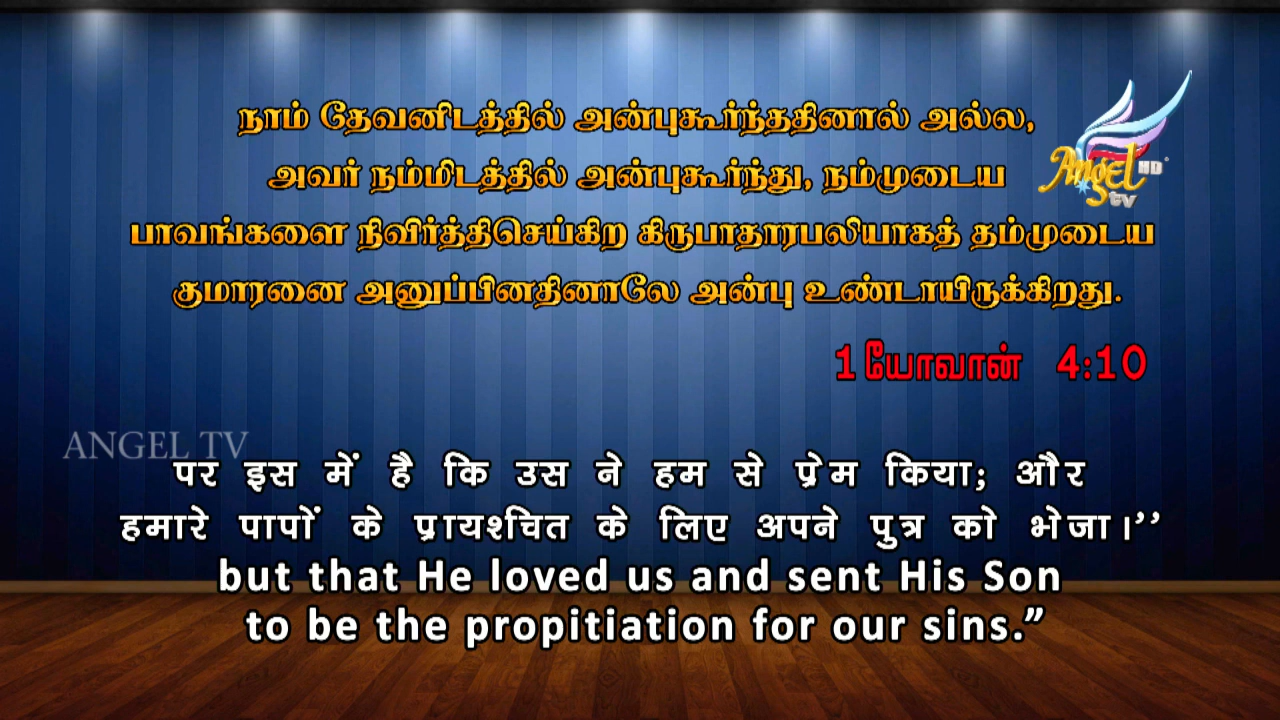 நாம் தேவனிடத்தில் அன்புகூர்ந்ததினால் அல்ல,
அவர் நம்மிடத்தில் அன்புகூர்ந்து, நம்முடைய
பாவங்களை நிவிர்த்திசெய்கிற கிருபாதாரபலியாகத் தம்முடைய
குமாரனை அனுப்பினதினாலே அன்பு உண்டாயிருக்கிறது.
Angel HD
tv
1 யோவான் 4:10
ANGEL TV
पर इस में है कि उस ने हम से प्रेम किया; और
हमारे पापों के प्रायश्चित के लिए अपने पुत्र को भेजा।’’
but that He loved us and sent His Son
to be the propitiation for our sins.”